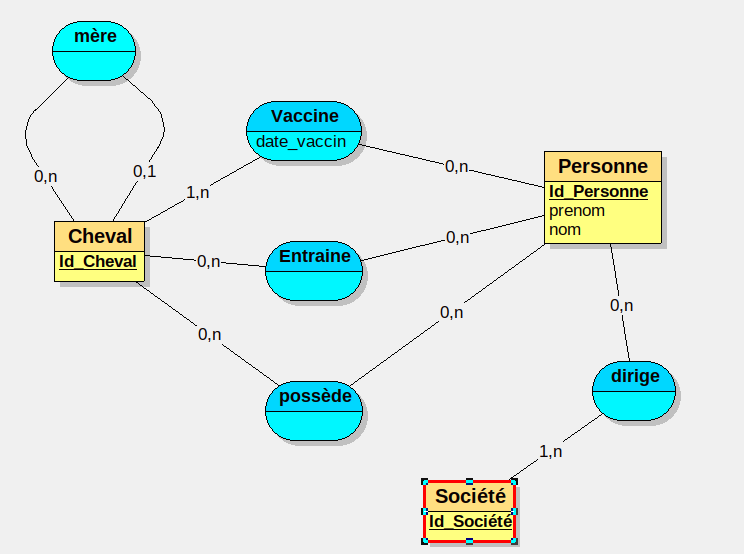 mère
0,n
0,1
Vaccine
date_vaccin
1,n
0,n
Personne
Id_Personne
prenom
nom
Cheval
Id_Cheval
0,n
Entraine
0,n
0,n
possède
0,n
0,n
dirige
1,n
Société
Id_Société